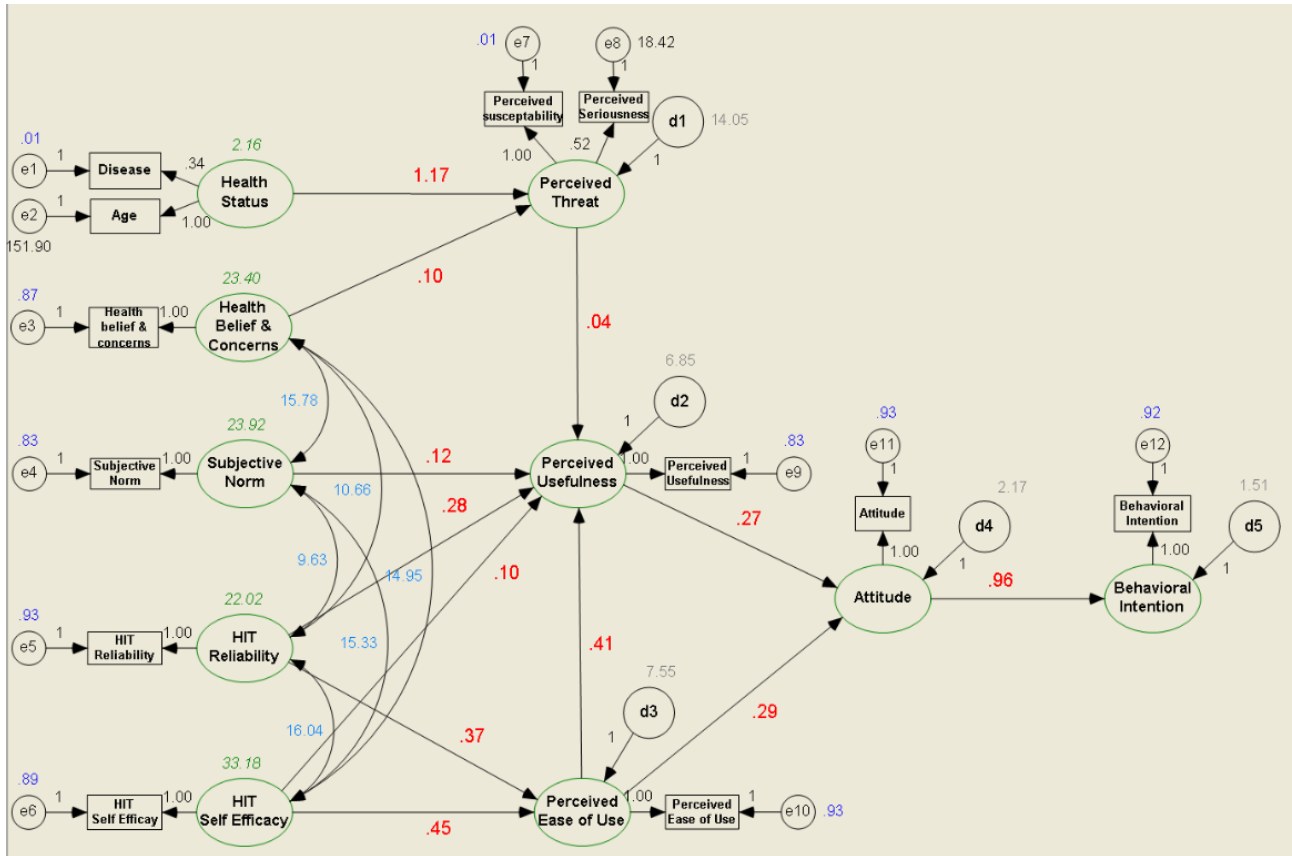 .01
e7
1
e8
18.42
1
Perceived
susceptability
Perceived
Seriousness
d1
14.05
1.00
.52
1
Perceived
Threat
.01
e1
1
Disease
.34
2.16
Health
Status
1.17
e2
1
Age
1.00
151.90
.10
.87
e3
1
Health
belief &
concerns
1.00
23.40
Health
Belief &
Concerns
.04
15.78
6.85
d2
1
.83
e4
1
Subjective
Norm
1.00
23.92
Subjective
Norm
.12
Perceived
Usefulness
1.00
Perceived
Usefulness
1
.83
e9
10.66
.28
.27
9.63
14.95
.10
.93
e11
1
Attitude
1.00
2.17
d4
1
Attitude
.96
.92
e12
1
Behavioral
Intention
1.00
1.51
d5
1
Behavioral
Intention
.93
e5
1
HIT
Reliability
1.00
22.02
HIT
Reliability
15.33
.41
7.55
d3
1
.29
16.04
.37
.89
e6
1
HIT
Self Efficay
1.00
33.18
HIT
Self Efficacy
.45
Perceived
Ease of Use
1.00
Perceived
Ease of Use
1
e10
.93